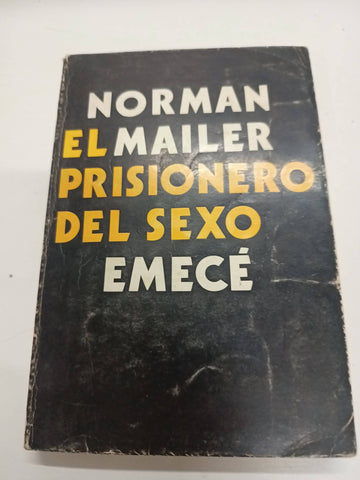 NORMAN
EL MAILER
PRISIONERO
DEL SEXO
EMECÉ